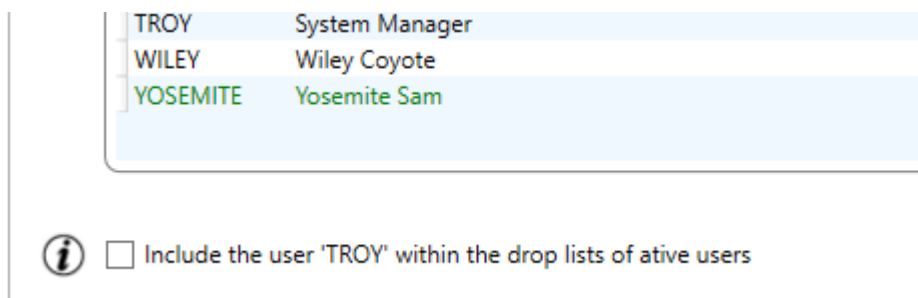 TROY System Manager
WILEY Wiley Coyote
YOSEMITE Yosemite Sam
i Include the user 'TROY' within the drop lists of ative users